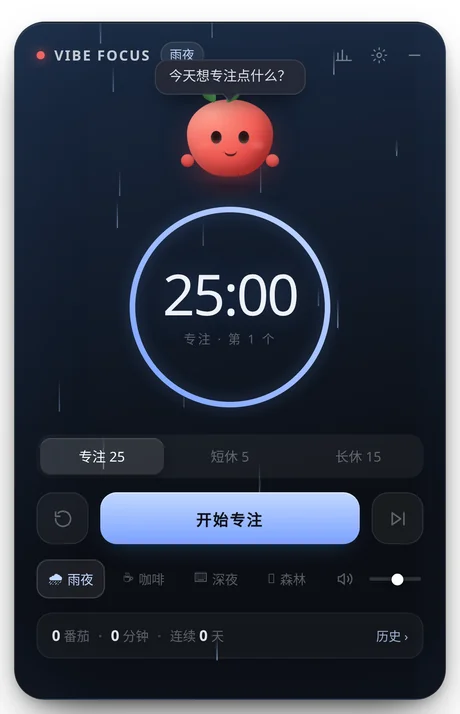 VIBE FOCUS 雨夜
今天想专注点什么？
25:00
专注 · 第 1 个
专注 25 短休 5 长休 15
开始专注
雨夜 咖啡 深夜 森林
0 番茄 · 0 分钟 · 连续 0 天 历史 ›